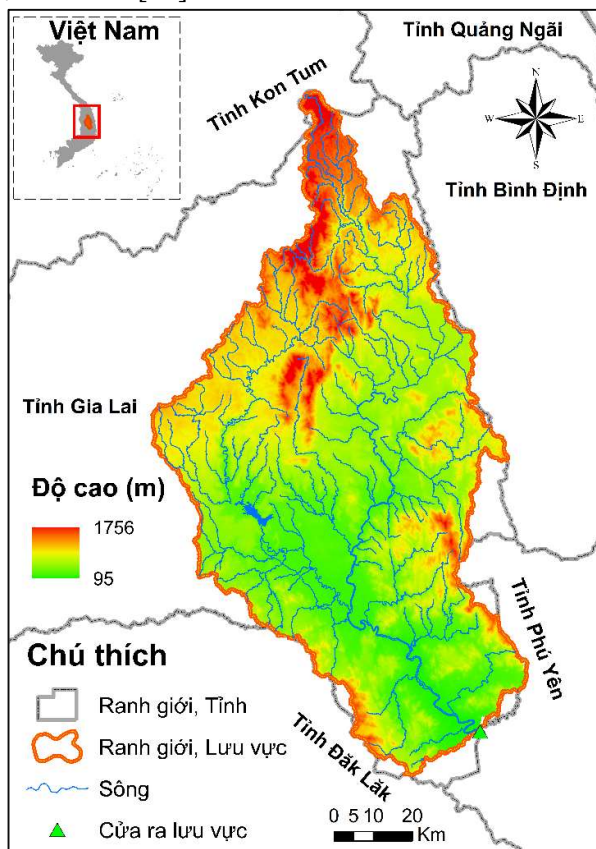 Việt Nam
Tỉnh Quảng Ngãi
Tỉnh Kon Tum
N
W
E
S
Tỉnh Bình Định
Tỉnh Gia Lai
Độ cao (m)
1756
95
Tỉnh Phú Yên
Chú thích
Ranh giới, Tỉnh
Ranh giới, Lưu vực
Tỉnh Đăk Lăk
Sông
Cửa ra lưu vực
0 5 10 20
Km